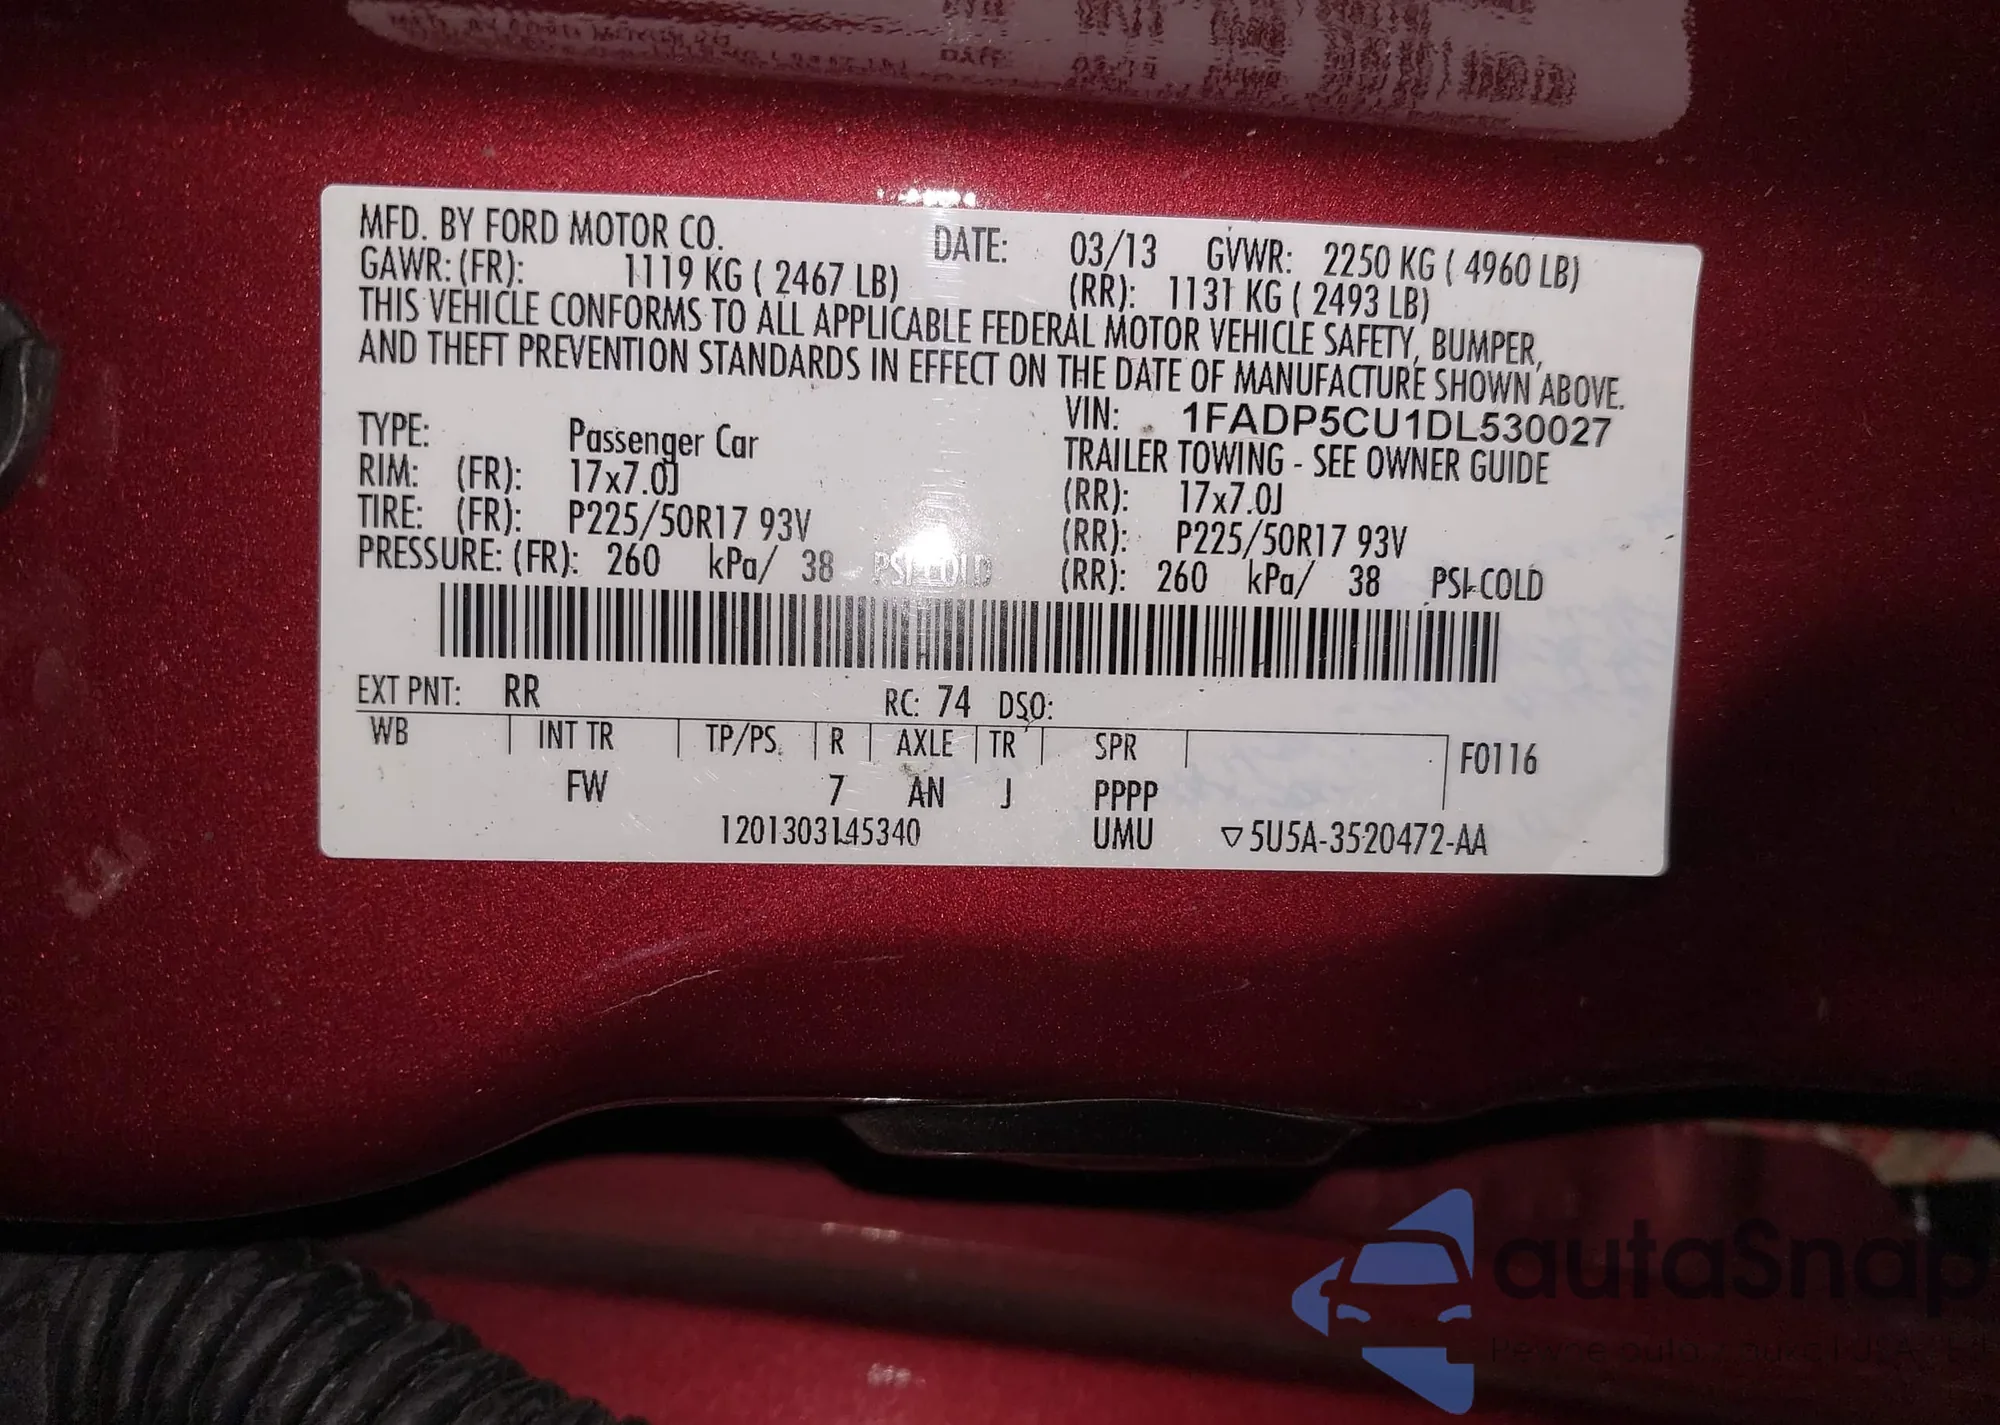 MFD. BY FORD MOTOR CO. DATE: 03/13 GVWR: 2250 KG ( 4960 LB)
GAWR: (FR): 1119 KG ( 2467 LB) (RR): 1131 KG ( 2493 LB)
THIS VEHICLE CONFORMS TO ALL APPLICABLE FEDERAL MOTOR VEHICLE SAFETY, BUMPER,
AND THEFT PREVENTION STANDARDS IN EFFECT ON THE DATE OF MANUFACTURE SHOWN ABOVE.
VIN: 1FADP5CU1DL530027
TYPE: Passenger Car TRAILER TOWING - SEE OWNER GUIDE
RIM: (FR): 17x7.0J (RR): 17x7.0J
TIRE: (FR): P225/50R17 93V (RR): P225/50R17 93V
PRESSURE: (FR): 260 kPa/ 38 PSI-COLD (RR): 260 kPa/ 38 PSI-COLD
EXT PNT: RR RC: 74 DSO:
WB INT TR TP/PS R AXLE TR SPR F0116
FW 7 AN J PPPP
1201303145340 UMU ▽5U5A-3520472-AA
autaSnap